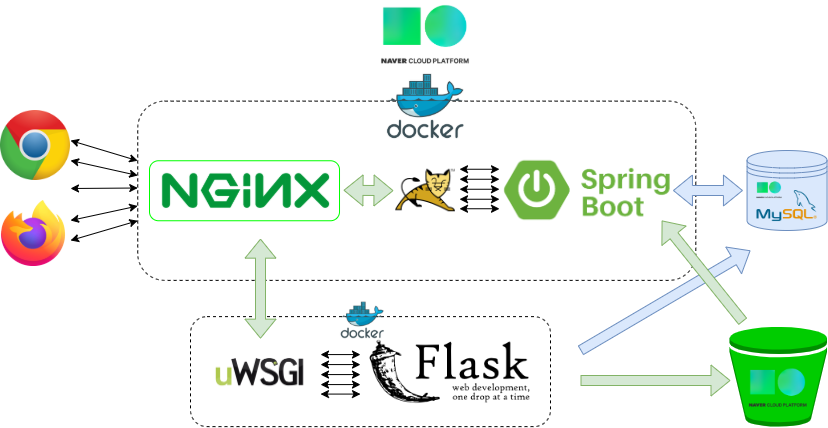 NAVER CLOUD PLATFORM
docker
NGiNX
Spring
Boot
MySQL
docker
uWSGI
Flask
web development,
one drop at a time
NAVER CLOUD PLATFORM